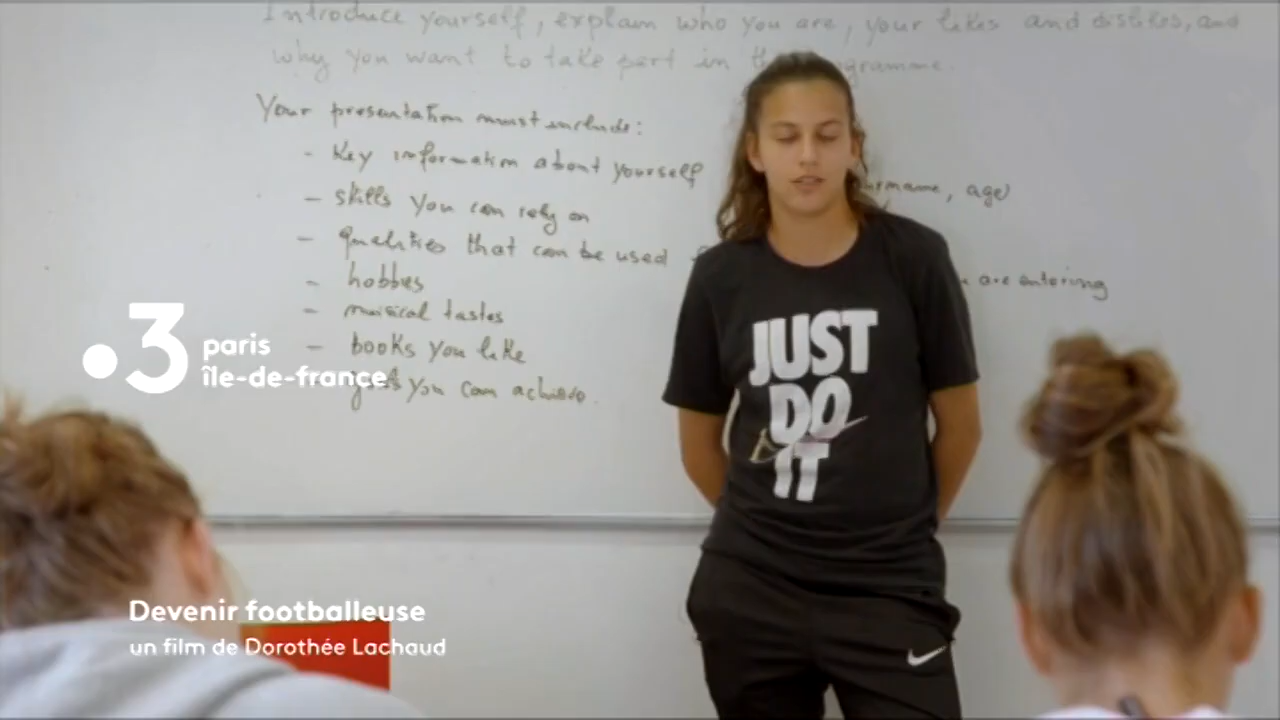 Introduce yourself, explain who you are, your likes and dislikes, and
why you want to take part in the programme.
Your presentation must include:
- Key information about yourself surname, age
- skills you can rely on
- qualities that can be used are entering
- hobbies
- musical tastes
- books you like
- you can achieve.
JUST
DO
IT
3
paris
île-de-france
Devenir footballeuse
un film de Dorothée Lachaud